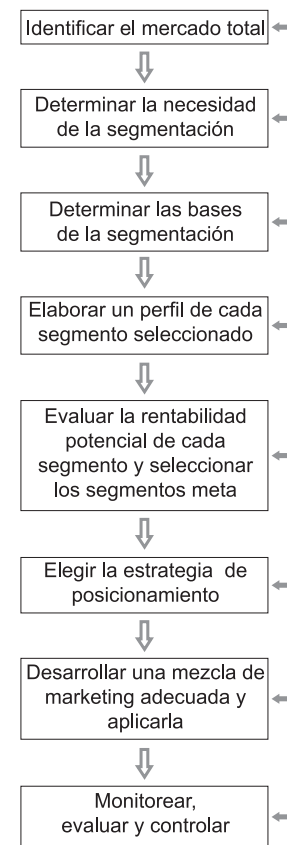 Identificar el mercado total
Determinar la necesidad
de la segmentación
Determinar las bases
de la segmentación
Elaborar un perfil de cada
segmento seleccionado
Evaluar la rentabilidad
potencial de cada
segmento y seleccionar
los segmentos meta
Elegir la estrategia de
posicionamiento
Desarrollar una mezcla de
marketing adecuada y
aplicarla
Monitorear,
evaluar y controlar